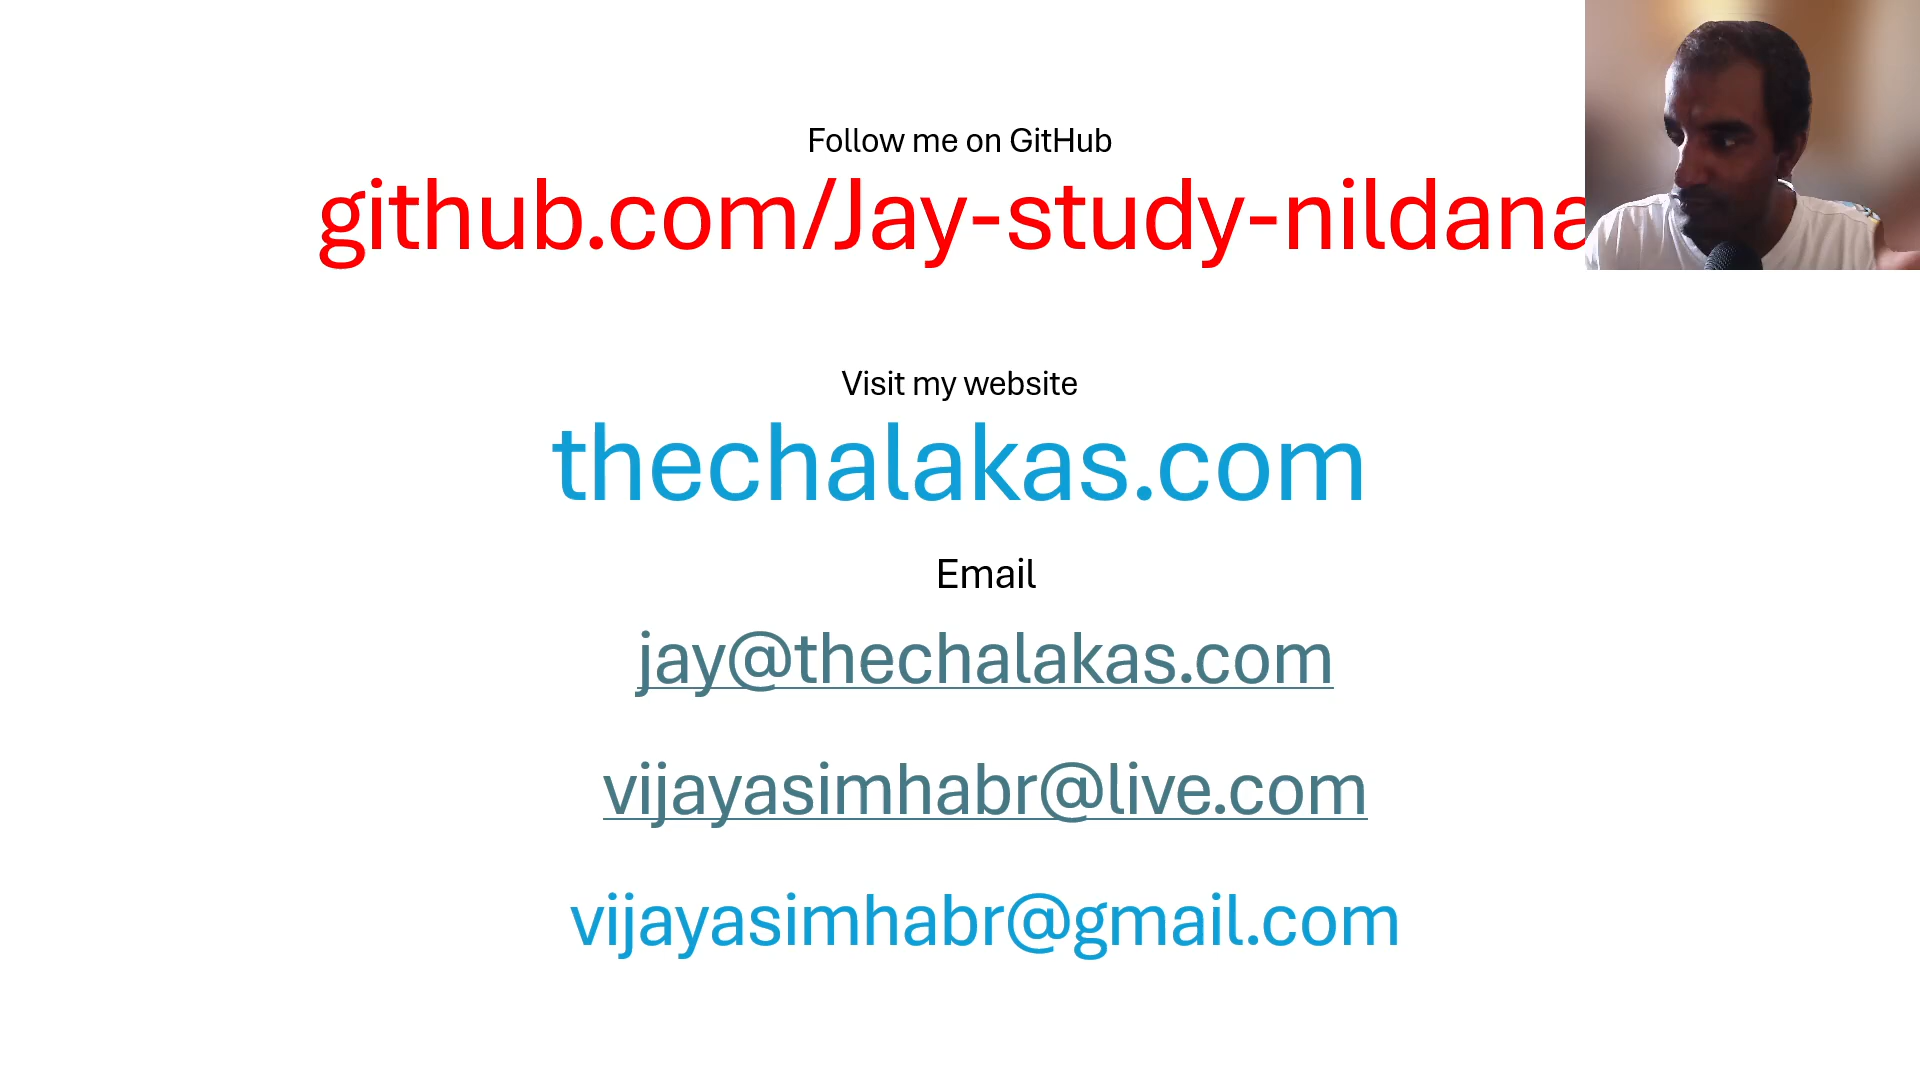 Follow me on GitHub
github.com/Jay-study-nildana
Visit my website
thechalakas.com
Email
jay@thechalakas.com
vijayasimhabr@live.com
vijayasimhabr@gmail.com